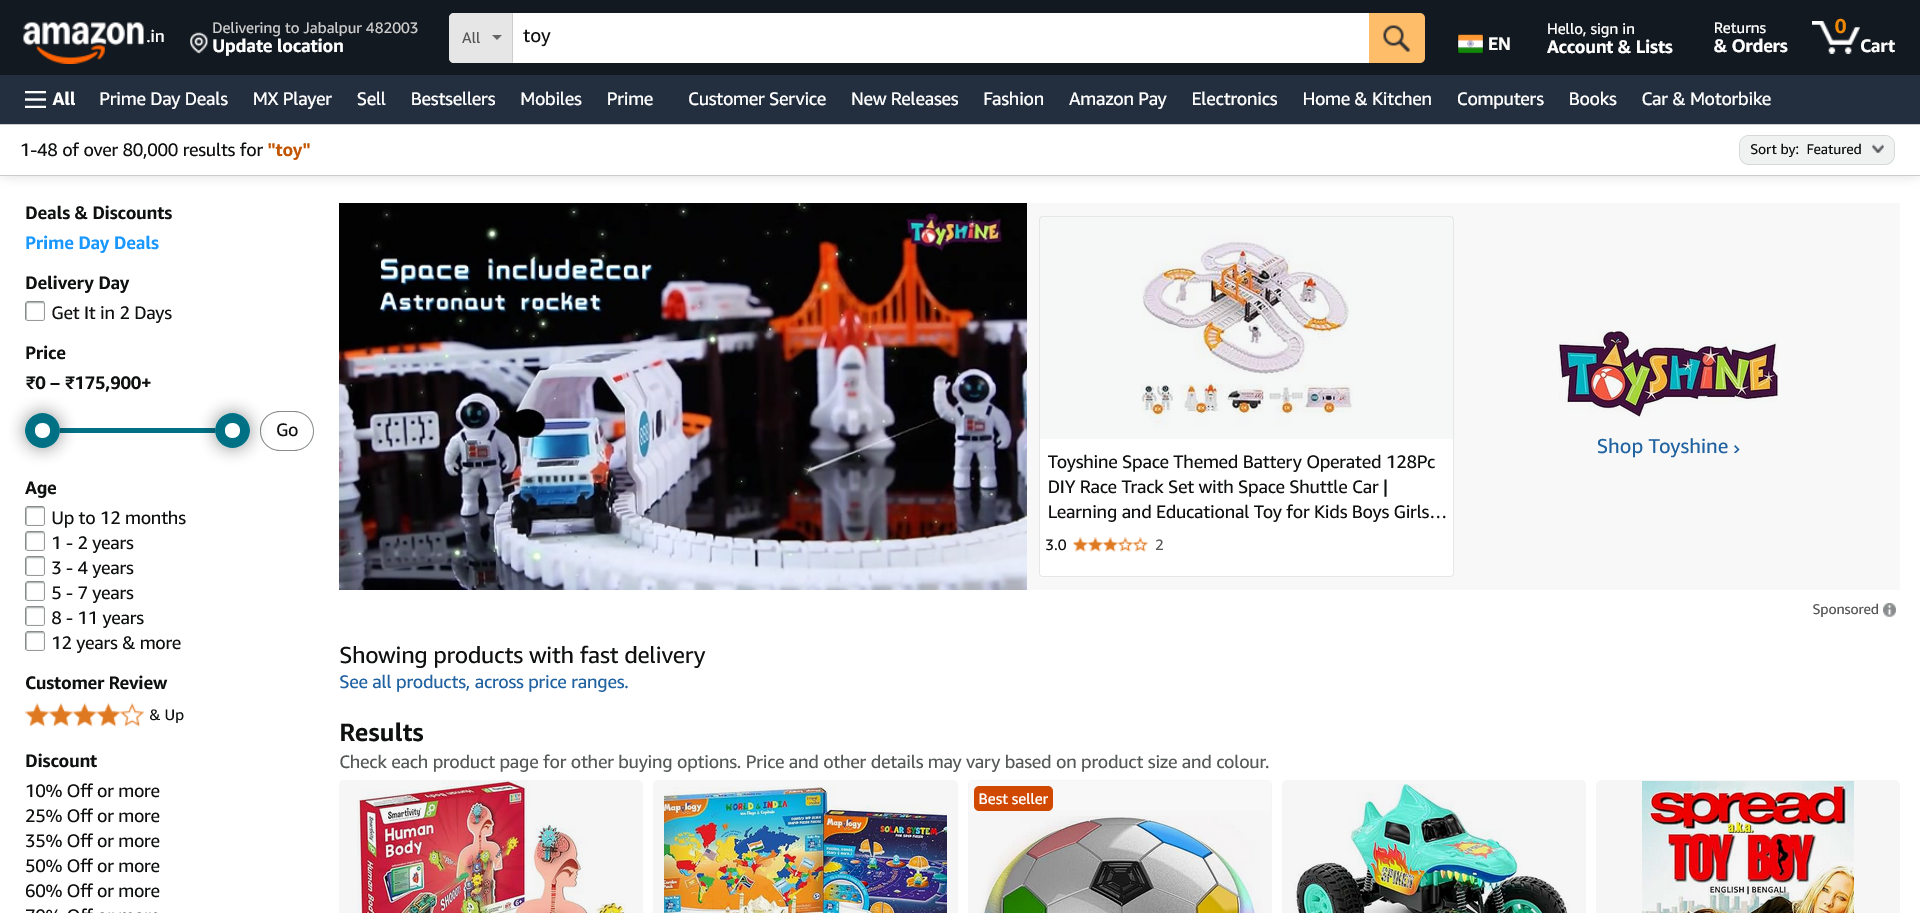 amazon.in
Delivering to Jabalpur 482003
Update location
All
toy
EN
Hello, sign in
Account & Lists
Returns
& Orders
0
Cart
All
Prime Day Deals
MX Player
Sell
Bestsellers
Mobiles
Prime
Customer Service
New Releases
Fashion
Amazon Pay
Electronics
Home & Kitchen
Computers
Books
Car & Motorbike
1-48 of over 80,000 results for "toy"
Sort by: Featured
Deals & Discounts
Prime Day Deals
Delivery Day
Get It in 2 Days
Price
₹0 – ₹175,900+
Go
Age
Up to 12 months
1 - 2 years
3 - 4 years
5 - 7 years
8 - 11 years
12 years & more
Customer Review
& Up
Discount
10% Off or more
25% Off or more
35% Off or more
50% Off or more
60% Off or more
70% Off or more
TOYSHINE
Space include2car
Astronaut rocket
Toyshine Space Themed Battery Operated 128Pc
DIY Race Track Set with Space Shuttle Car |
Learning and Educational Toy for Kids Boys Girls…
3.0
2
TOYSHINE
Shop Toyshine ›
Sponsored
Showing products with fast delivery
See all products, across price ranges.
Results
Check each product page for other buying options. Price and other details may vary based on product size and colour.
Smartivity
Human
Body
Map-ology
WORLD & INDIA
Map-ology
SOLAR SYSTEM
Best seller
spread
a.k.a.
TOY BOY
ENGLISH | BENGALI